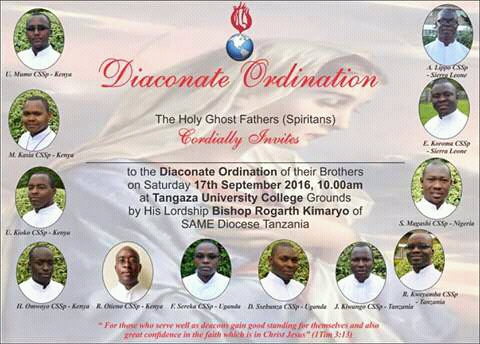 Diaconate Ordination
The Holy Ghost Fathers (Spiritans)
Cordially Invites
to the Diaconate Ordination of their Brothers
on Saturday 17th September 2016, 10.00am
at Tangaza University College Grounds
by His Lordship Bishop Rogarth Kimaryo of
SAME Diocese Tanzania
U. Mumo CSSp - Kenya
M. Kasia CSSp - Kenya
U. Kioko CSSp - Kenya
H. Omwoyo CSSp - Kenya
R. Otieno CSSp - Kenya
F. Sereka CSSp - Uganda
D. Ssebunza CSSp - Uganda
J. Kiwango CSSp - Tanzania
A. Lippo CSSp
- Sierra Leone
E. Koroma CSSp
- Sierra Leone
S. Magashi CSSp - Nigeria
R. Kweyamba CSSp
- Tanzania
“ For those who serve well as deacons gain good standing for themselves and also
great confidence in the faith which is in Christ Jesus” (1Tim 3:13)